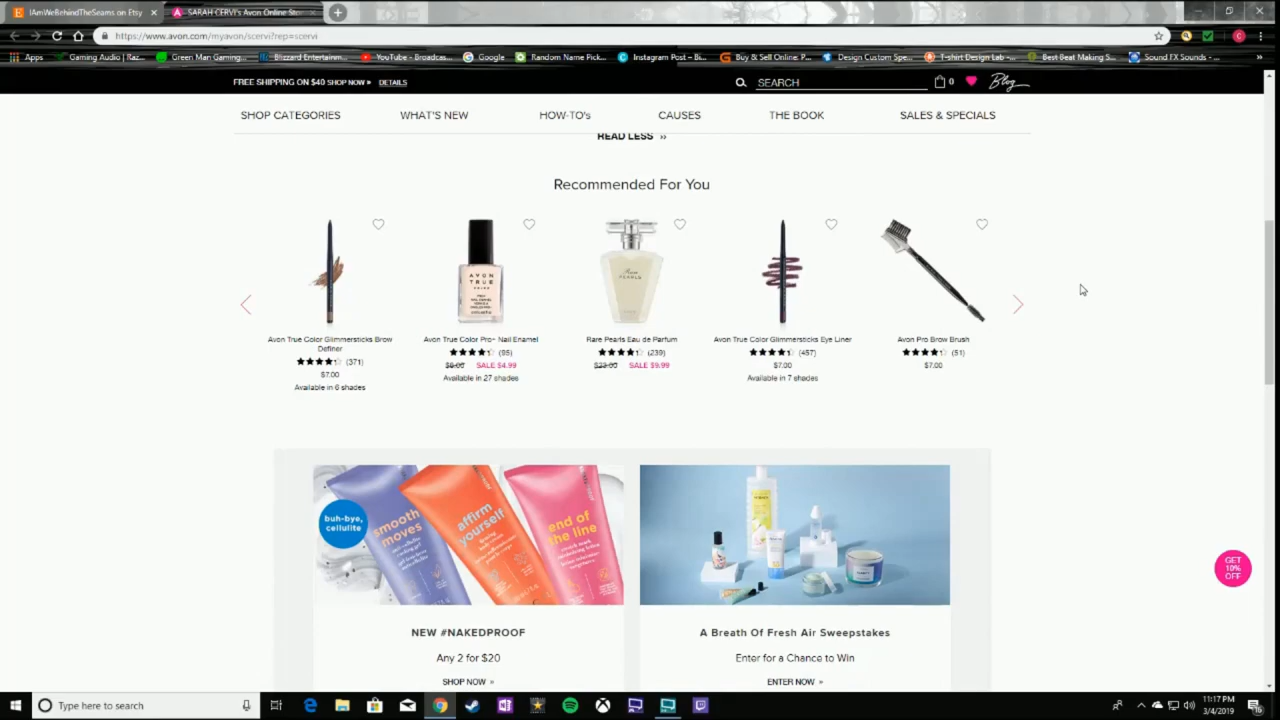 IAmWeBehindTheSeams on Etsy
SARAH CERVI's Avon Online St
https://www.avon.com/myavon/scervi?rep=scervi
Apps
Gaming Audio | Raz...
Green Man Gaming...
Blizzard Entertainm...
YouTube - Broadcas...
Google
Random Name Pick...
Instagram Post – Bi...
Buy & Sell Online: P...
Design Custom Spe...
T-shirt Design Lab -...
Best Beat Making S...
Sound FX Sounds - ...
FREE SHIPPING ON $40 SHOP NOW » DETAILS
SEARCH
0
Blog
SHOP CATEGORIES
WHAT'S NEW
HOW-TO's
CAUSES
THE BOOK
SALES & SPECIALS
READ LESS »
Recommended For You
AVON
TRUE
Rare
PEARLS
Avon True Color Glimmersticks Brow
Definer
(371)
$7.00
Available in 6 shades
Avon True Color Pro+ Nail Enamel
(95)
$8.00 SALE $4.99
Available in 27 shades
Rare Pearls Eau de Parfum
(239)
$23.00 SALE $9.99
Avon True Color Glimmersticks Eye Liner
(457)
$7.00
Available in 7 shades
Avon Pro Brow Brush
(51)
$7.00
buh-bye,
cellulite
smooth
moves
affirm
yourself
end of
the line
GET
10%
OFF
NEW #NAKEDPROOF
Any 2 for $20
SHOP NOW »
A Breath Of Fresh Air Sweepstakes
Enter for a Chance to Win
ENTER NOW »
Type here to search
11:17 PM
3/4/2019